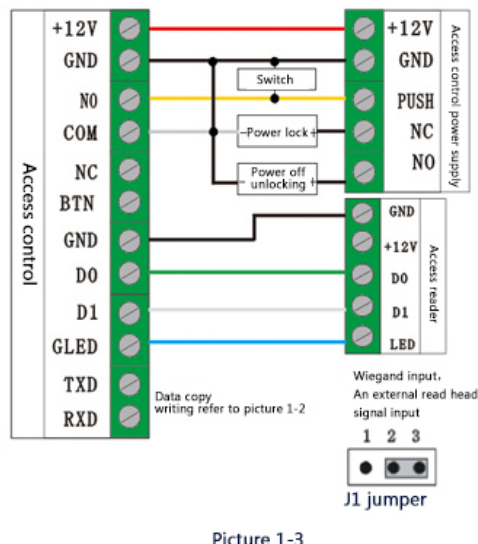 +12V
GND
NO
COM
NC
BTN
GND
D0
D1
GLED
TXD
RXD
Access control
Switch
-Power lock+
Power off
- unlocking +
+12V
GND
PUSH
NC
NO
Access control power supply
GND
+12V
D0
D1
LED
Access reader
Data copy
writing refer to picture 1-2
Wiegand input,
An external read head
signal input
1 2 3
J1 jumper
Picture 1-3